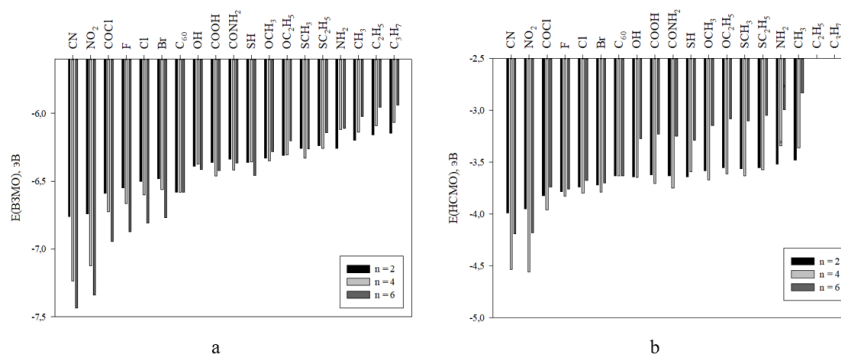 a
CN
NO2
COCl
F
Cl
Br
C60
OH
COOH
CONH2
SH
OCH3
OC2H5
SCH3
SC2H5
NH2
CH3
C2H5
C3H7
-6,0
-6,5
-7,0
-7,5
E(ВЗМО), эВ
n = 2
n = 4
n = 6
a
b
CN
NO2
COCl
F
Cl
Br
C60
OH
COOH
CONH2
SH
OCH3
OC2H5
SCH3
SC2H5
NH2
CH3
C2H5
C3H7
-2,5
-3,0
-3,5
-4,0
-4,5
-5,0
E(НСМО), эВ
n = 2
n = 4
n = 6
b